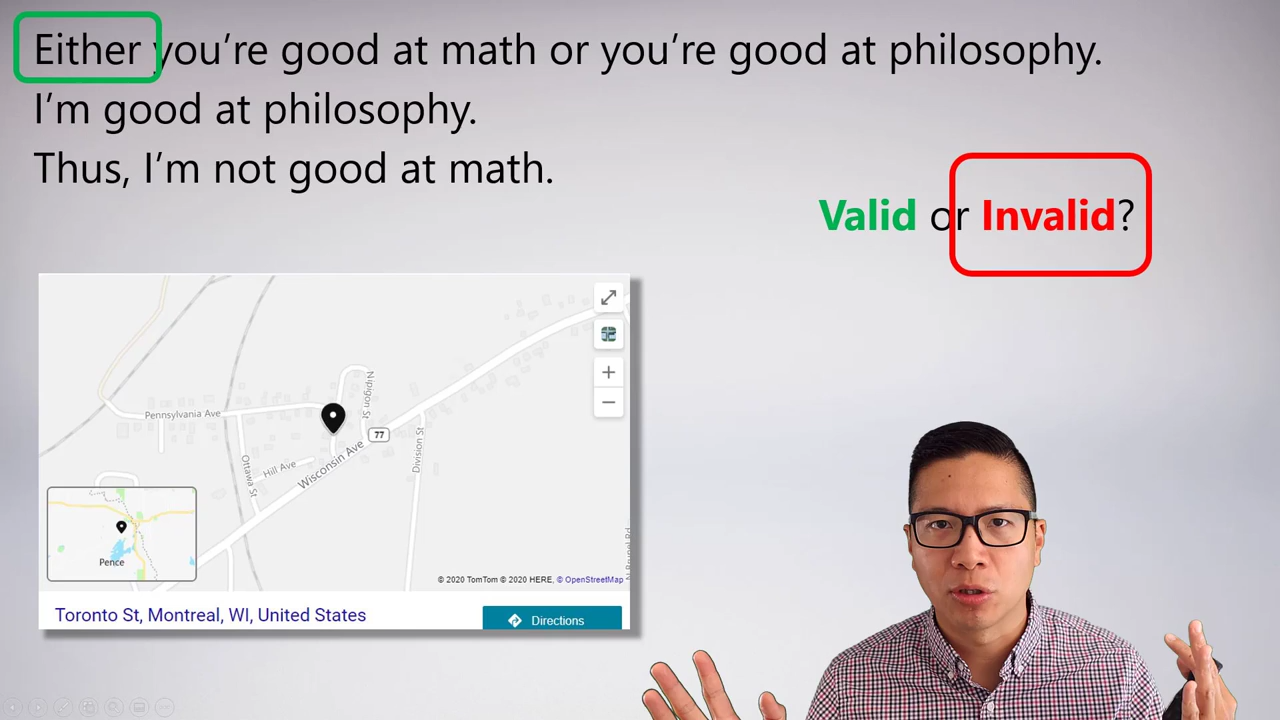 Either you're good at math or you're good at philosophy.
I'm good at philosophy.
Thus, I'm not good at math.
Valid or Invalid?
Pennsylvania Ave
Nipigon St
77
Ottawa St
Hill Ave
Wisconsin Ave
Division St
N Brunel Rd
Pence
© 2020 TomTom © 2020 HERE, © OpenStreetMap
Toronto St, Montreal, WI, United States
Directions